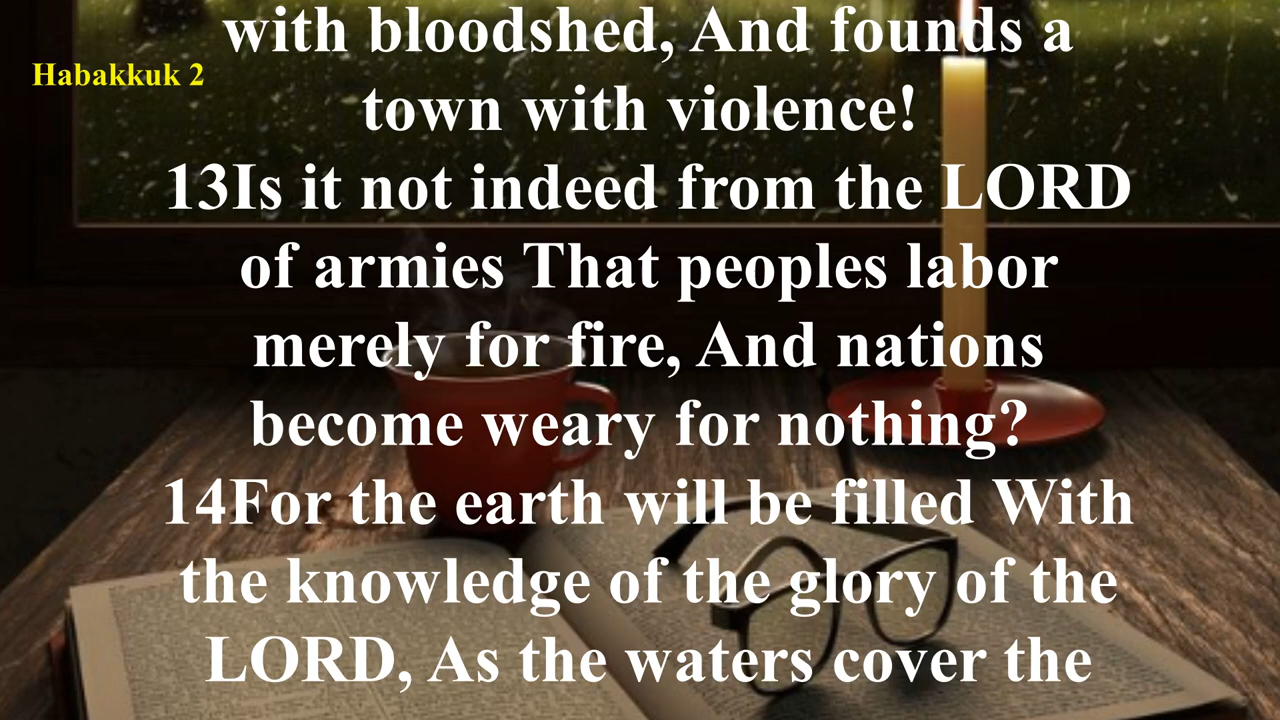 with bloodshed, And founds a
Habakkuk 2
town with violence!
13Is it not indeed from the LORD
of armies That peoples labor
merely for fire, And nations
become weary for nothing?
14For the earth will be filled With
the knowledge of the glory of the
LORD, As the waters cover the